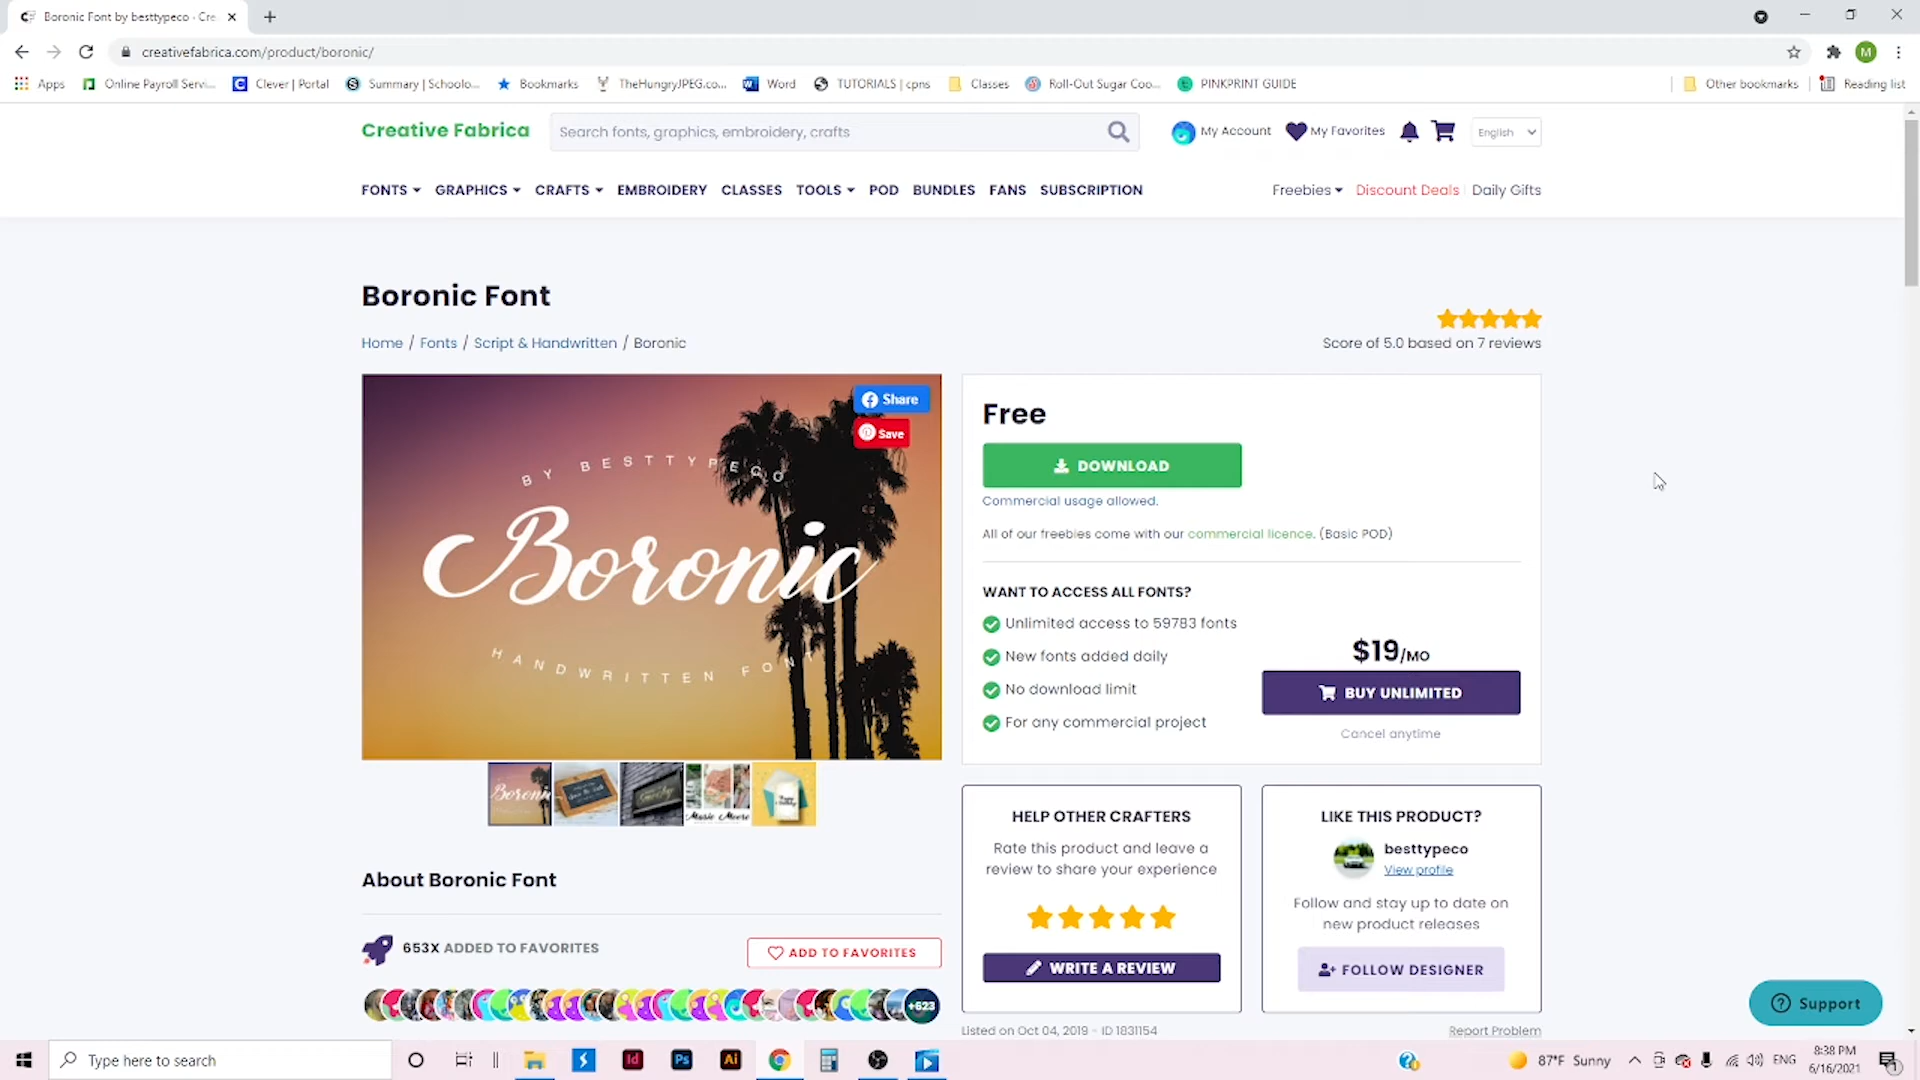 Boronic Font by besttypeco - Cre
creativefabrica.com/product/boronic/
Apps
Online Payroll Servi...
Clever | Portal
Summary | Schoolo...
Bookmarks
TheHungryJPEG.co...
Word
TUTORIALS | cpns
Classes
Roll-Out Sugar Coo...
PINKPRINT GUIDE
Other bookmarks
Reading list
M
Creative Fabrica
Search fonts, graphics, embroidery, crafts
My Account
My Favorites
English
FONTS
GRAPHICS
CRAFTS
EMBROIDERY
CLASSES
TOOLS
POD
BUNDLES
FANS
SUBSCRIPTION
Freebies
Discount Deals
Daily Gifts
Boronic Font
Home / Fonts / Script & Handwritten / Boronic
Score of 5.0 based on 7 reviews
Share
Save
BY BESTTYPECO
Boronic
HANDWRITTEN FONT
Free
DOWNLOAD
Commercial usage allowed.
All of our freebies come with our commercial licence. (Basic POD)
WANT TO ACCESS ALL FONTS?
Unlimited access to 59783 fonts
New fonts added daily
No download limit
For any commercial project
$19/MO
BUY UNLIMITED
Cancel anytime
HELP OTHER CRAFTERS
Rate this product and leave a
review to share your experience
WRITE A REVIEW
LIKE THIS PRODUCT?
besttypeco
View profile
Follow and stay up to date on
new product releases
FOLLOW DESIGNER
About Boronic Font
653X ADDED TO FAVORITES
ADD TO FAVORITES
+623
Listed on Oct 04, 2019 - ID 1831154
Report Problem
Support
Type here to search
Id
Ps
Ai
87°F Sunny
ENG
8:38 PM
6/16/2021